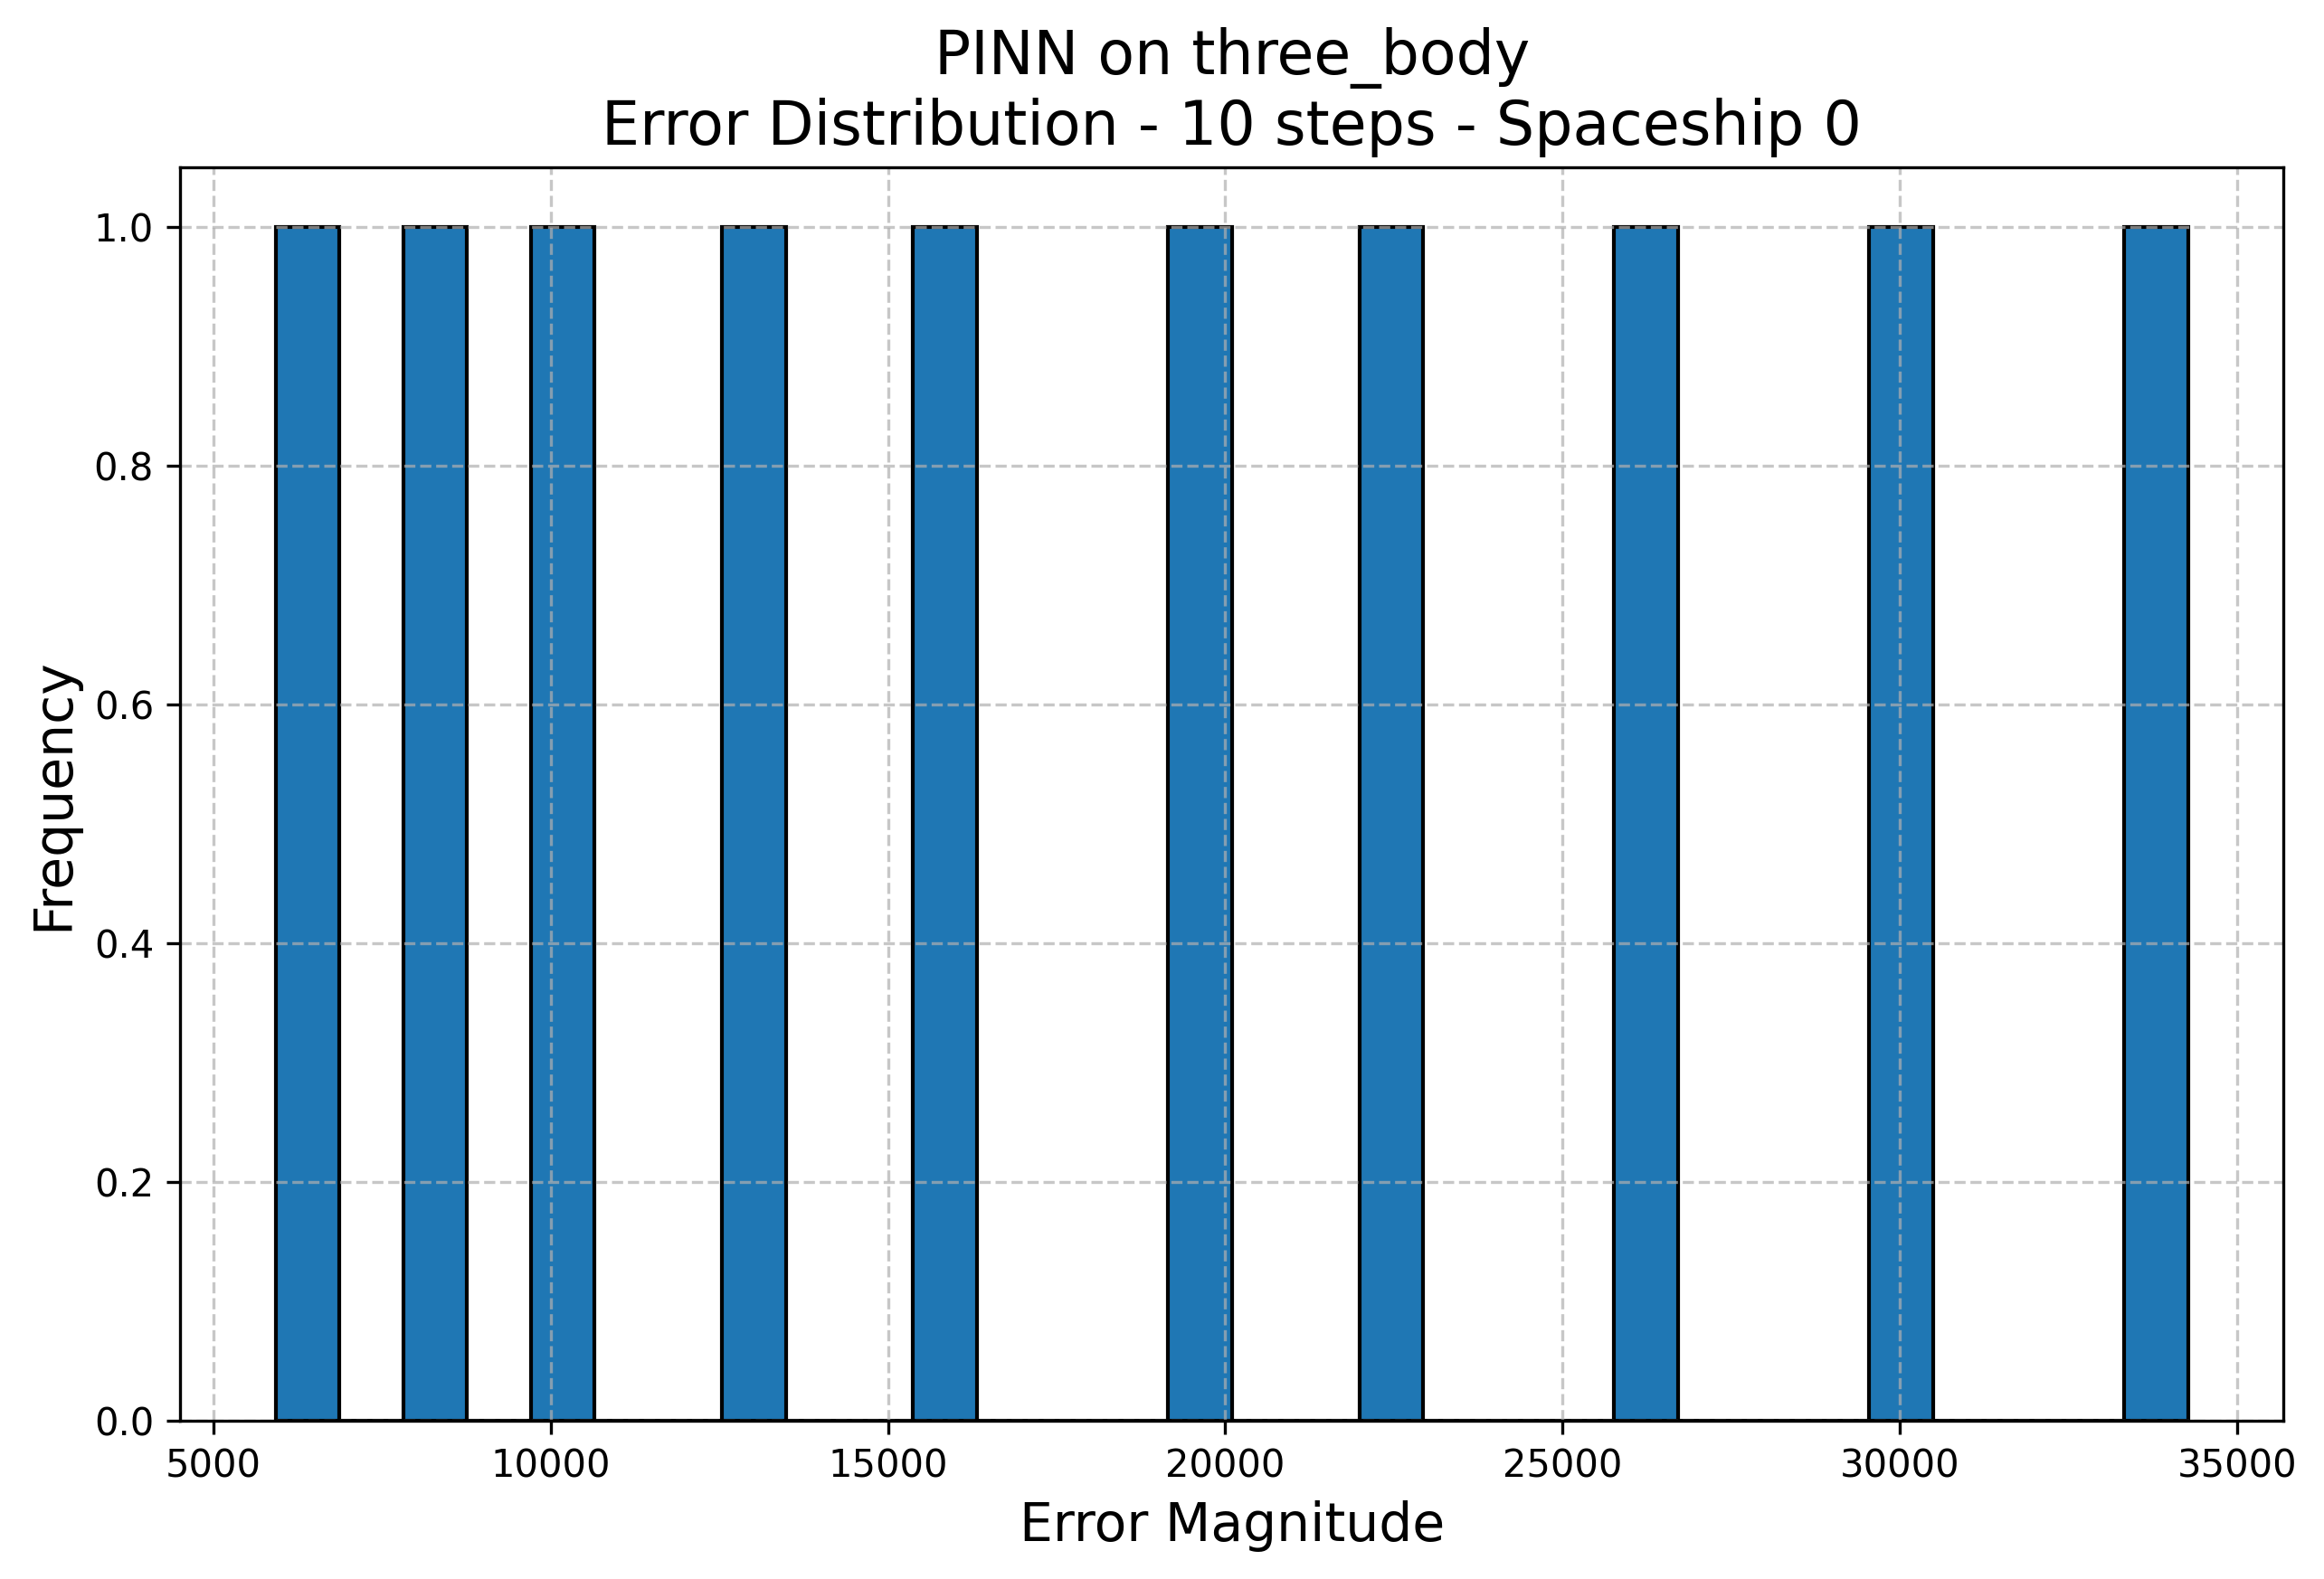 PINN on three_body
Error Distribution - 10 steps - Spaceship 0
Frequency
1.0
0.8
0.6
0.4
0.2
0.0
5000 10000 15000 20000 25000 30000 35000
Error Magnitude